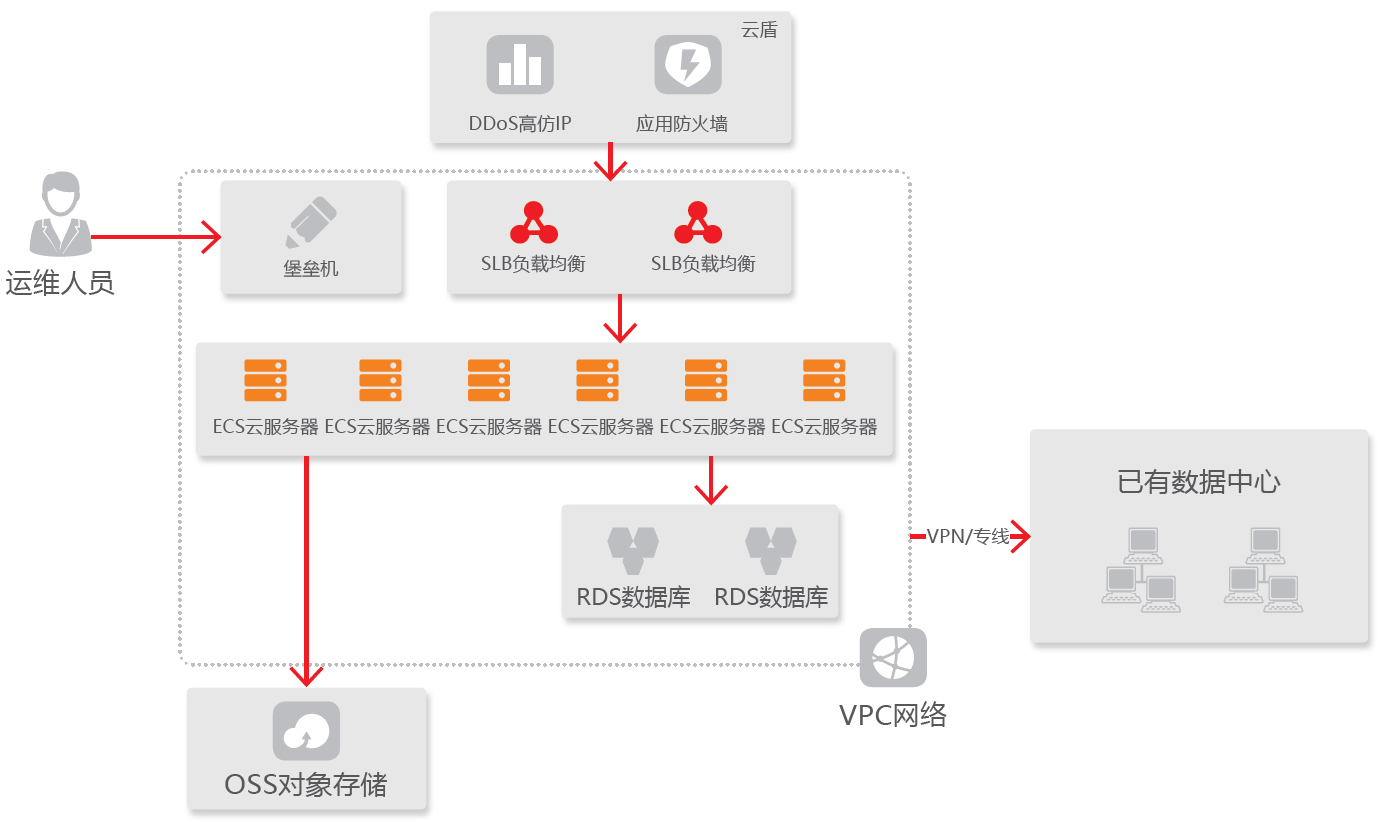 云盾
DDoS高仿IP
应用防火墙
运维人员
堡垒机
SLB负载均衡
SLB负载均衡
ECS云服务器
ECS云服务器
ECS云服务器
ECS云服务器
ECS云服务器
ECS云服务器
已有数据中心
VPN/专线
RDS数据库
RDS数据库
VPC网络
OSS对象存储